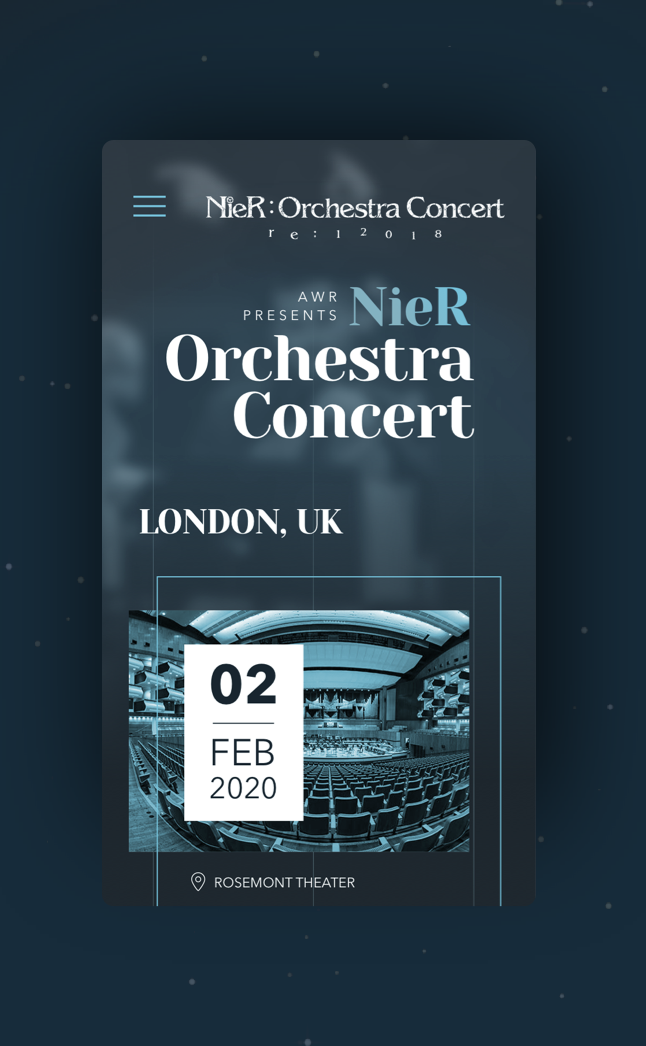 NieR:Orchestra Concert
re:12018
AWR
PRESENTS
NieR
Orchestra
Concert
LONDON, UK
02
FEB
2020
ROSEMONT THEATER